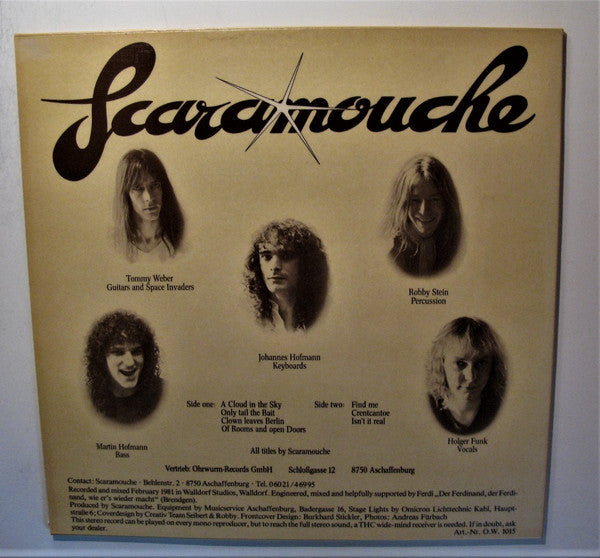 Scaramouche
Tommy Weber
Guitars and Space Invaders
Robby Stein
Percussion
Johannes Hofmann
Keyboards
Martin Hofmann
Bass
Holger Funk
Vocals
Side one: A Cloud in the Sky
Only tail the Bait
Clown leaves Berlin
Of Rooms and open Doors
Side two: Find me
Crentcantoe
Isn't it real
All titles by Scaramouche
Vertrieb: Ohrwurm-Records GmbH Schloßgasse 12 8750 Aschaffenburg
Contact: Scaramouche · Behlenstr. 2 · 8750 Aschaffenburg · Tel. 06021/46995
Recorded and mixed February 1981 in Walldorf Studios, Walldorf. Engineered, mixed and helpfully supported by Ferdi „Der Ferdinand, der Ferdi-
nand, wie er's wieder macht“ (Brendgen).
Produced by Scaramouche. Equipment by Musicservice Aschaffenburg, Badergasse 16, Stage Lights by Omicron Lichttechnic Kahl, Haupt-
straße 6; Coverdesign by Creativ Team Seibert & Robby. Frontcover Design: Burkhard Stickler, Photos: Andreas Fürbach
This stereo record can be played on every mono reproducer, but to reach the full stereo sound, a THC wide-mind receiver is needed. If in doubt, ask
your dealer. Art.-Nr. O.W. 1015